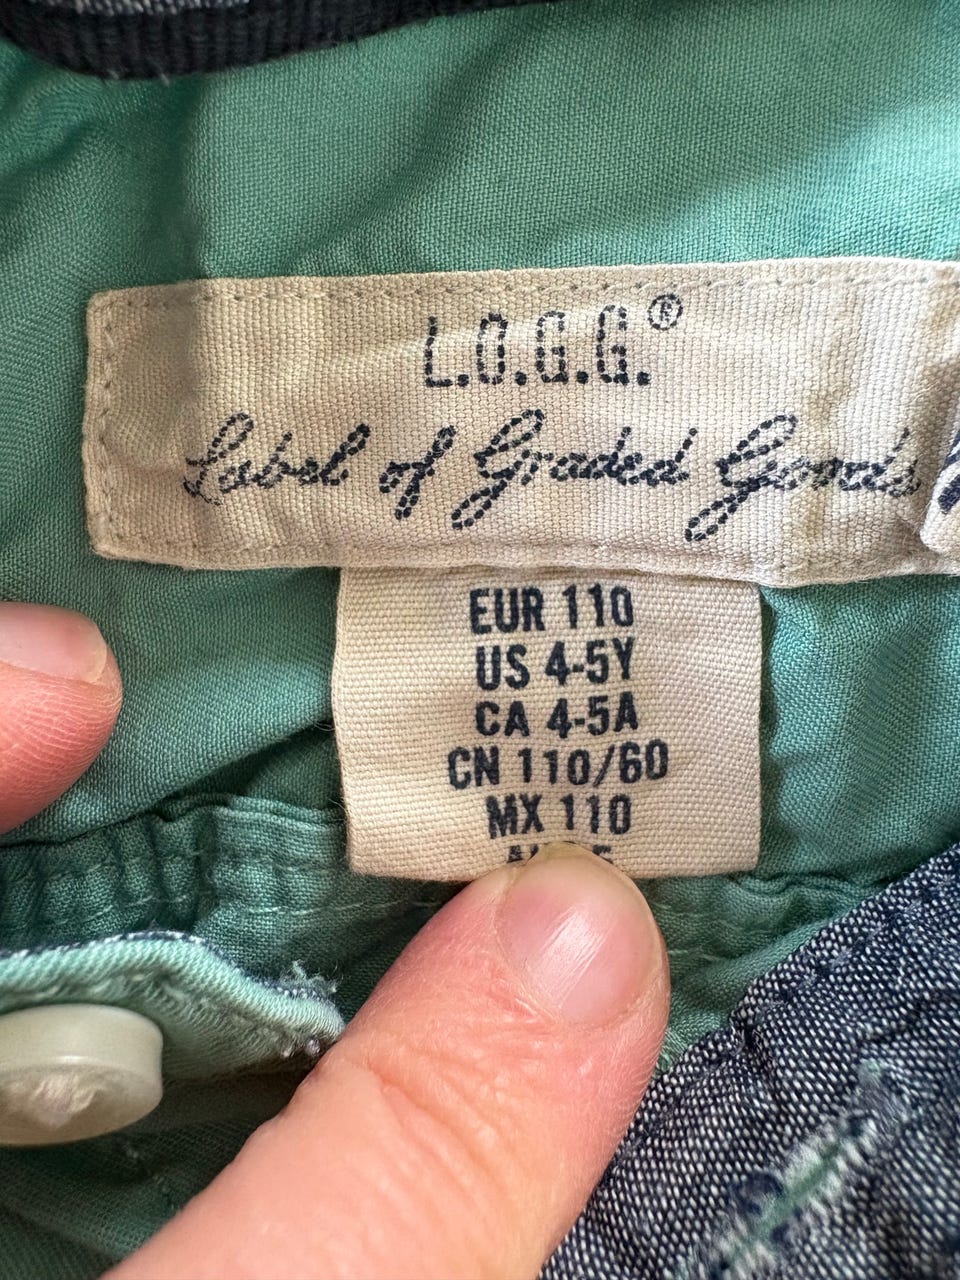 L.O.G.G.®
Label of Graded Goods
EUR 110
US 4-5Y
CA 4-5A
CN 110/60
MX 110